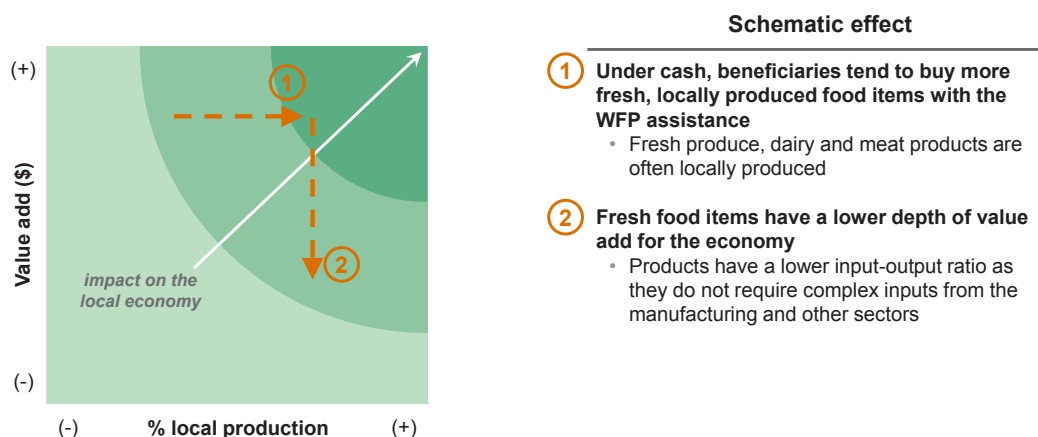 (+)
Value add ($)
(-)
(-)
% local production
(+)
1
2
impact on the
local economy
Schematic effect
1
Under cash, beneficiaries tend to buy more
fresh, locally produced food items with the
WFP assistance
• Fresh produce, dairy and meat products are
often locally produced
2
Fresh food items have a lower depth of value
add for the economy
• Products have a lower input-output ratio as
they do not require complex inputs from the
manufacturing and other sectors